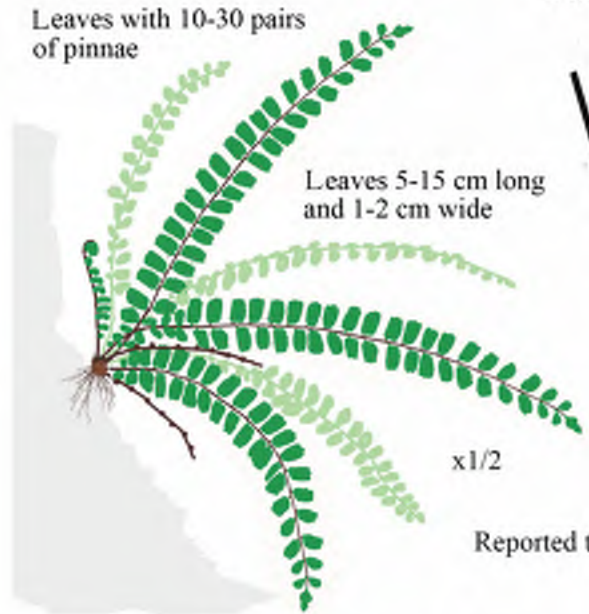 Leaves with 10-30 pairs
of pinnae
Leaves 5-15 cm long
and 1-2 cm wide
x1/2
Reported t